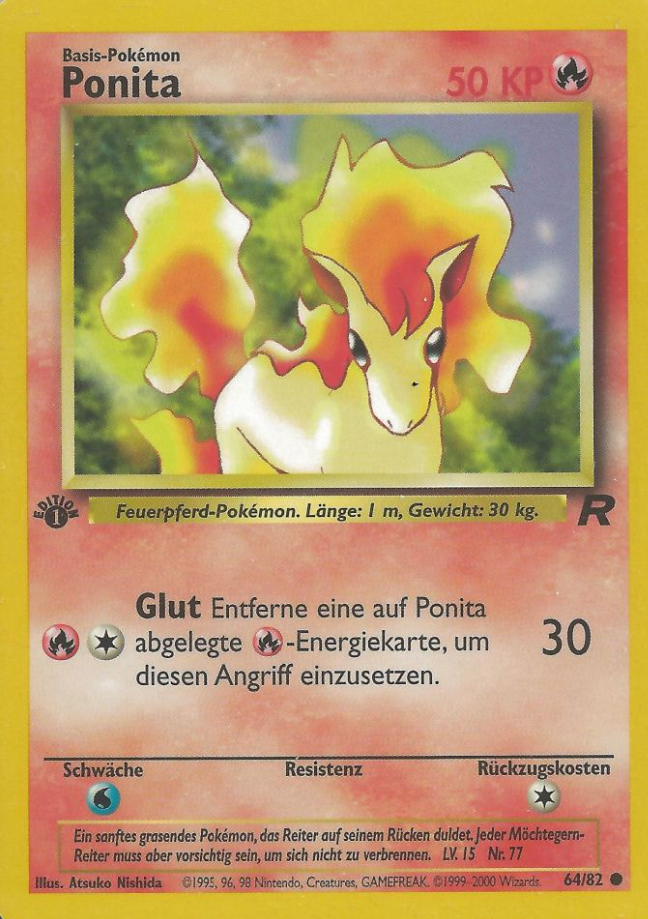 Basis-Pokémon
Ponita
50 KP
EDITION 1
Feuerpferd-Pokémon. Länge: 1 m, Gewicht: 30 kg.
R
Glut Entferne eine auf Ponita
abgelegte -Energiekarte, um
diesen Angriff einzusetzen.
30
Schwäche Resistenz Rückzugskosten
Ein sanftes grasendes Pokémon, das Reiter auf seinem Rücken duldet. Jeder Möchtegern-
Reiter muss aber vorsichtig sein, um sich nicht zu verbrennen. LV. 15 Nr. 77
Illus. Atsuko Nishida ©1995, 96, 98 Nintendo, Creatures, GAMEFREAK. ©1999-2000 Wizards. 64/82